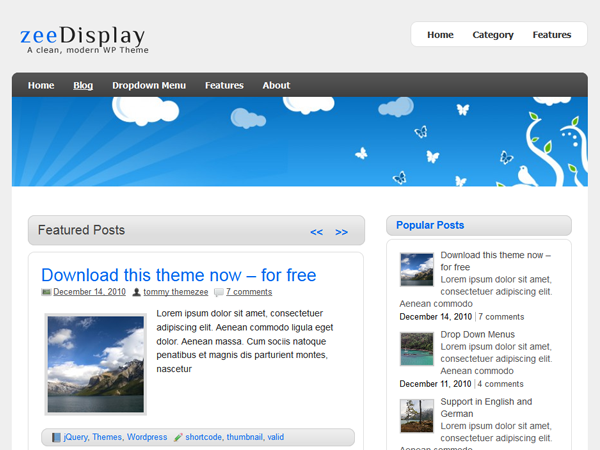 zeeDisplay
A clean, modern WP Theme
Home Category Features
Home Blog Dropdown Menu Features About
Featured Posts << >>
Download this theme now – for free
December 14, 2010 tommy themezee 7 comments
Lorem ipsum dolor sit amet, consectetuer
adipiscing elit. Aenean commodo ligula eget
dolor. Aenean massa. Cum sociis natoque
penatibus et magnis dis parturient montes,
nascetur
jQuery, Themes, Wordpress shortcode, thumbnail, valid
Popular Posts
Download this theme now –
for free
Lorem ipsum dolor sit amet,
consectetuer adipiscing elit.
Aenean commodo
December 14, 2010 7 comments
Drop Down Menus
Lorem ipsum dolor sit amet,
consectetuer adipiscing elit.
Aenean commodo
December 11, 2010 4 comments
Support in English and
German
Lorem ipsum dolor sit amet,